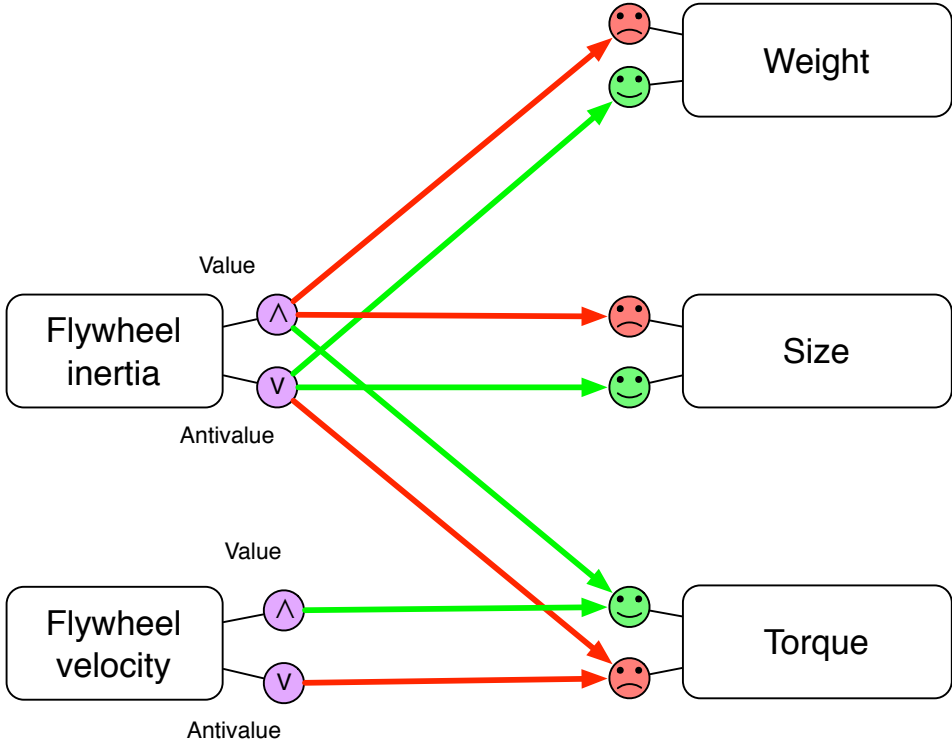 Weight
Value
Λ
Flywheel
inertia
Size
V
Antivalue
Value
Λ
Flywheel
velocity
Torque
V
Antivalue